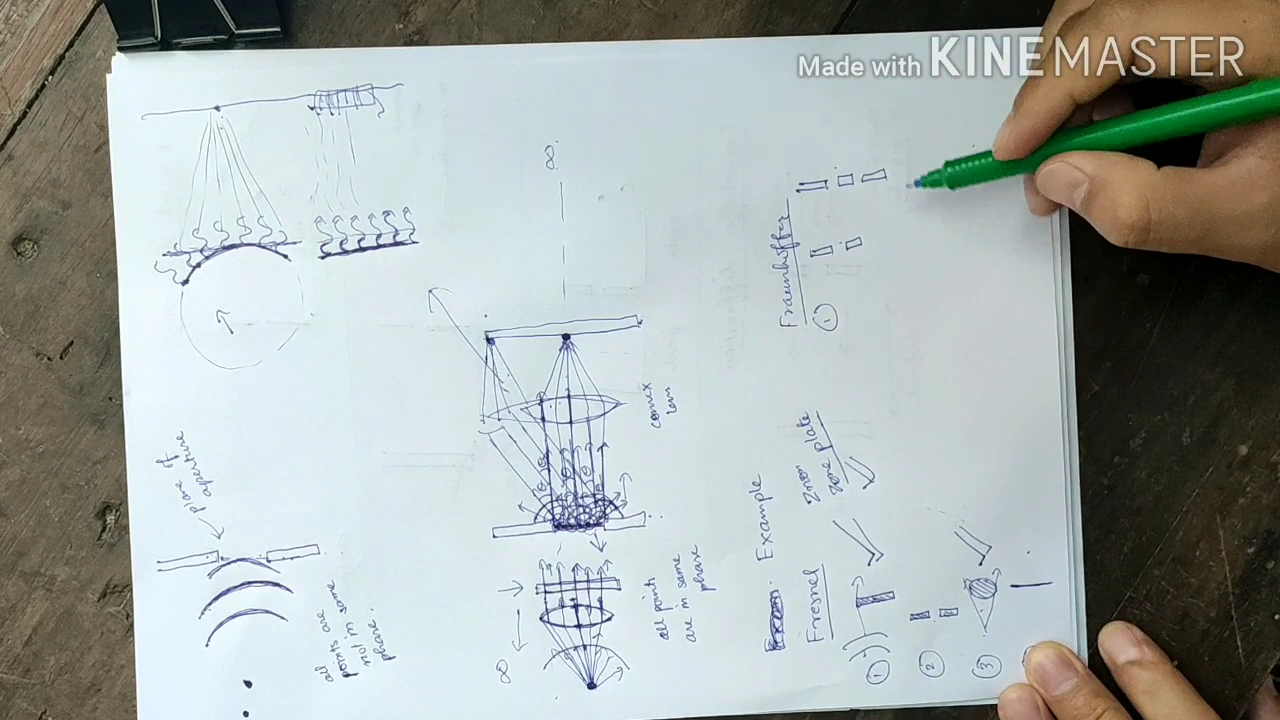 Made with KINEMASTER
plane of
aperture
all
points are
not in same
phase.
∞
∞
convex
lens
θ θ
all points
are in same
phase
Example
Fresnel
zone plate
①
②
③
Fraunhoffer
①